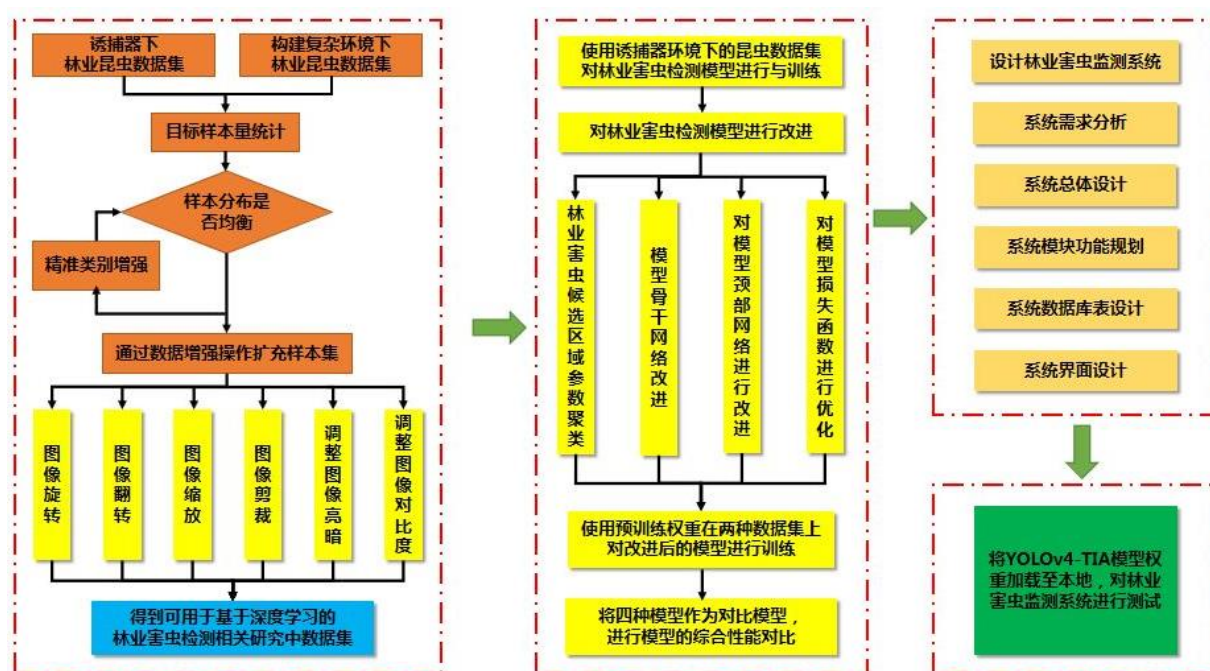 诱捕器下
林业昆虫数据集
构建复杂环境下
林业昆虫数据集
目标样本量统计
样本分布是
否均衡
精准类别增强
通过数据增强操作扩充样本集
图像旋转
图像翻转
图像缩放
图像剪裁
调整图像亮暗
调整图像对比度
得到可用于基于深度学习的
林业害虫检测相关研究中数据集
使用诱捕器环境下的昆虫数据集
对林业害虫检测模型进行与训练
对林业害虫检测模型进行改进
林业害虫候选区域参数聚类
模型骨干网络改进
对模型颈部网络进行改进
对模型损失函数进行优化
使用预训练权重在两种数据集上
对改进后的模型进行训练
将四种模型作为对比模型，
进行模型的综合性能对比
设计林业害虫监测系统
系统需求分析
系统总体设计
系统模块功能规划
系统数据库表设计
系统界面设计
将YOLOv4-TIA模型权
重加载至本地，对林业
害虫监测系统进行测试